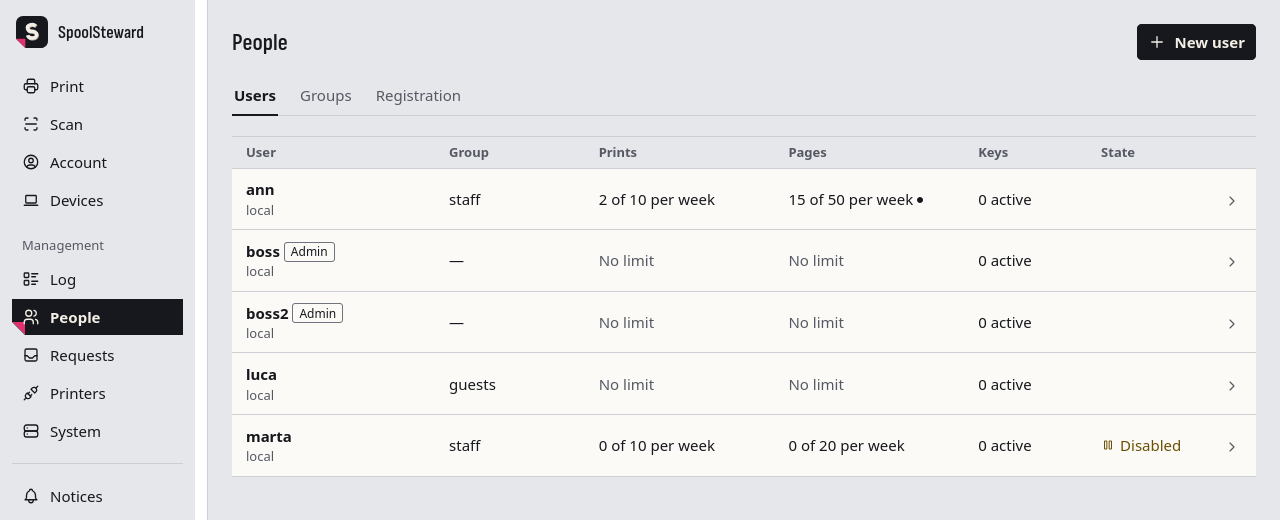 SpoolSteward
Print
Scan
Account
Devices
Management
Log
People
Requests
Printers
System
Notices
People
New user
Users Groups Registration
User Group Prints Pages Keys State
ann
local
staff 2 of 10 per week 15 of 50 per week • 0 active
boss Admin
local
— No limit No limit 0 active
boss2 Admin
local
— No limit No limit 0 active
luca
local
guests No limit No limit 0 active
marta
local
staff 0 of 10 per week 0 of 20 per week 0 active Disabled